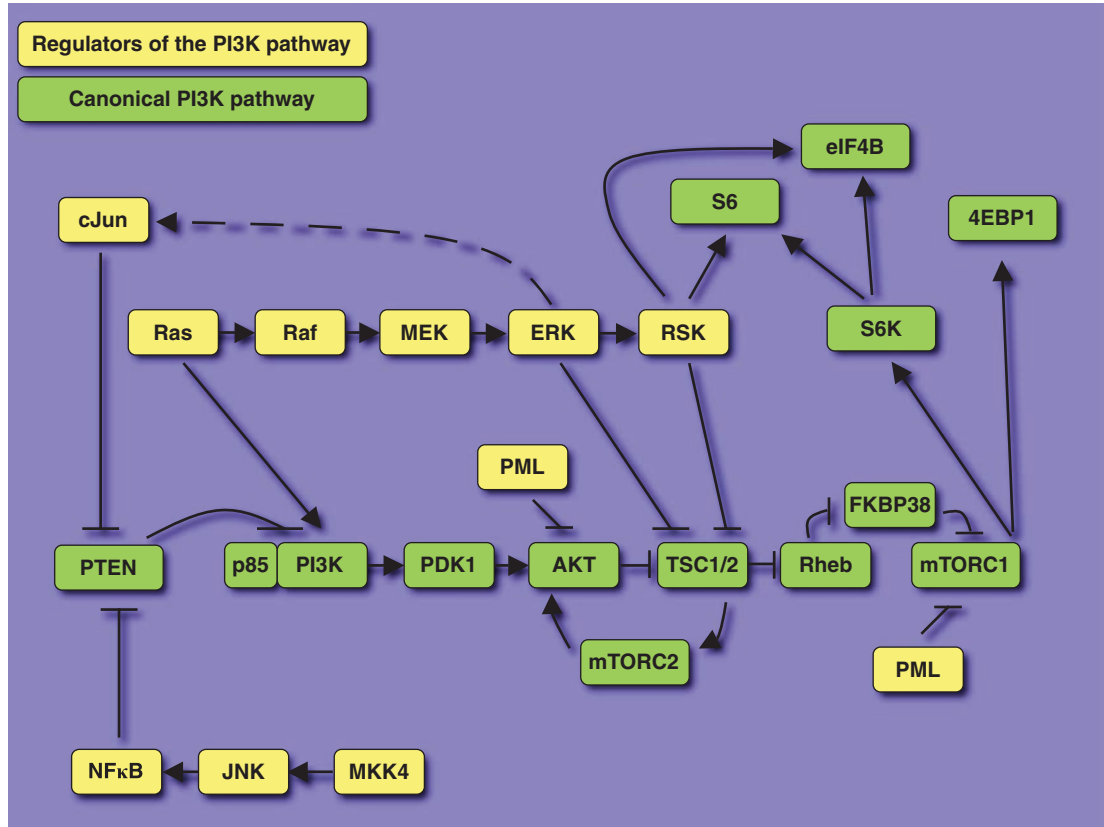 Regulators of the PI3K pathway
Canonical PI3K pathway
eIF4B
S6
4EBP1
cJun
Ras
Raf
MEK
ERK
RSK
S6K
PML
FKBP38
PTEN
p85
PI3K
PDK1
AKT
TSC1/2
Rheb
mTORC1
mTORC2
PML
NFκB
JNK
MKK4